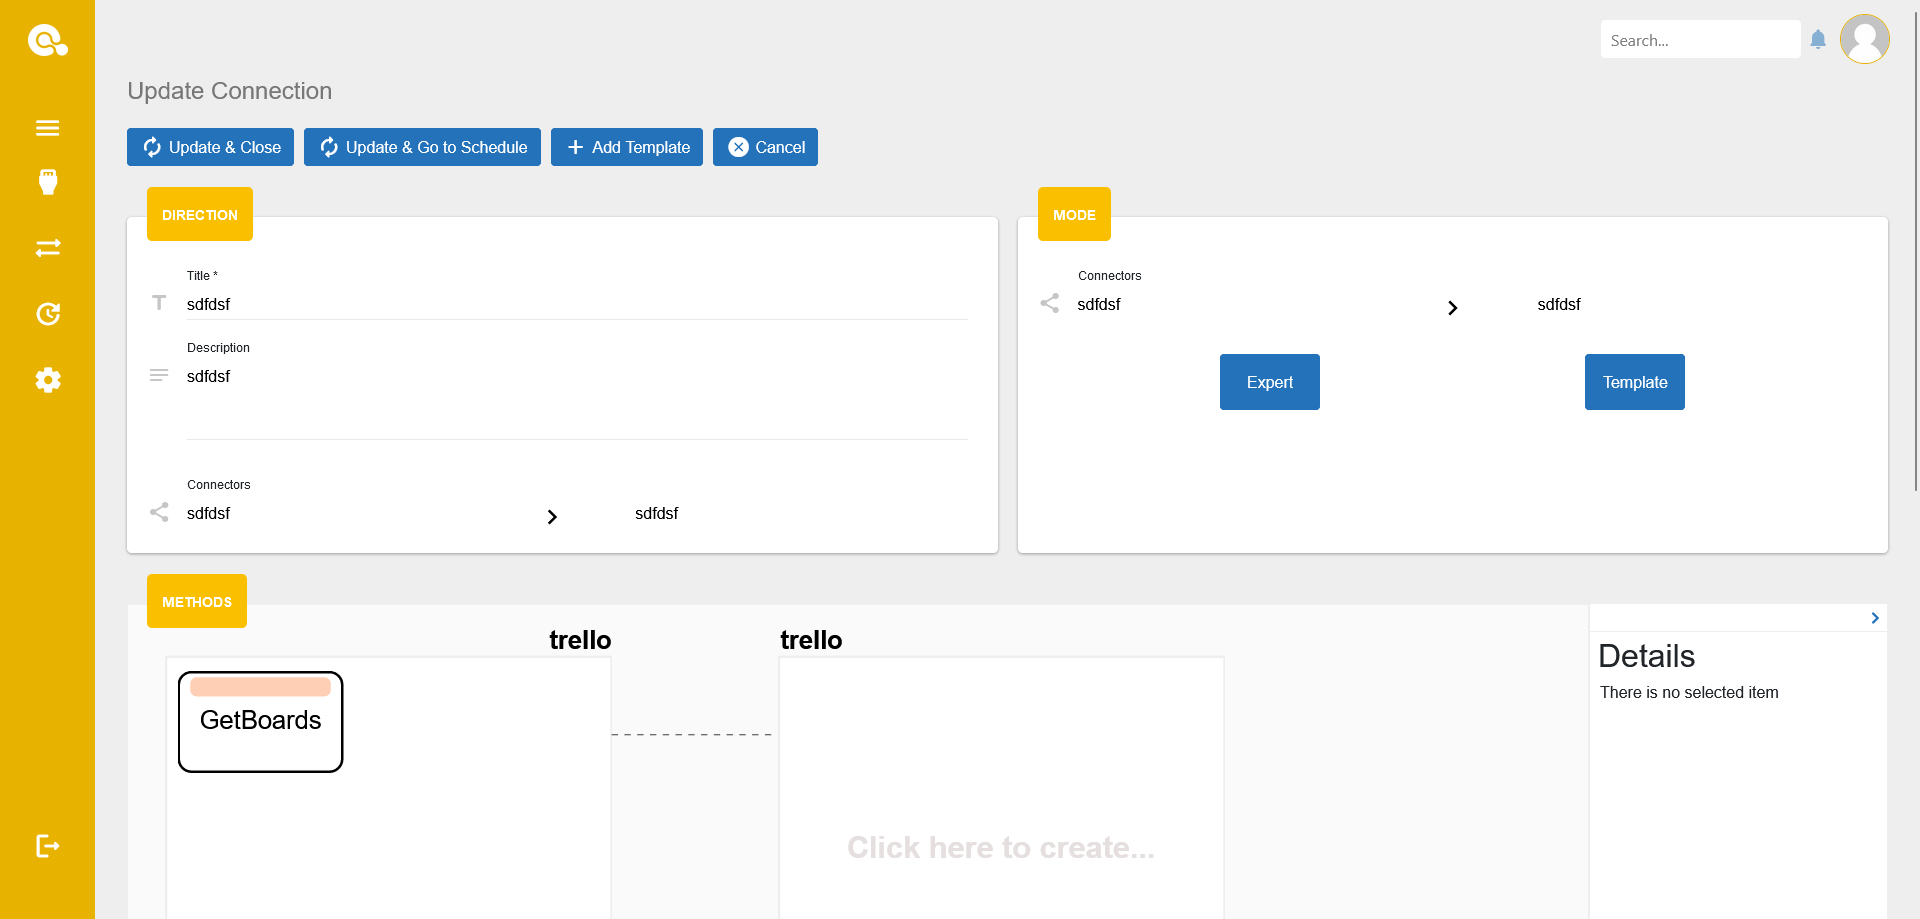 Search...
Update Connection
Update & Close
Update & Go to Schedule
Add Template
Cancel
DIRECTION
MODE
Title *
sdfdsf
Description
sdfdsf
Connectors
sdfdsf
sdfdsf
Connectors
sdfdsf
sdfdsf
Expert
Template
METHODS
trello
trello
GetBoards
Click here to create...
Details
There is no selected item